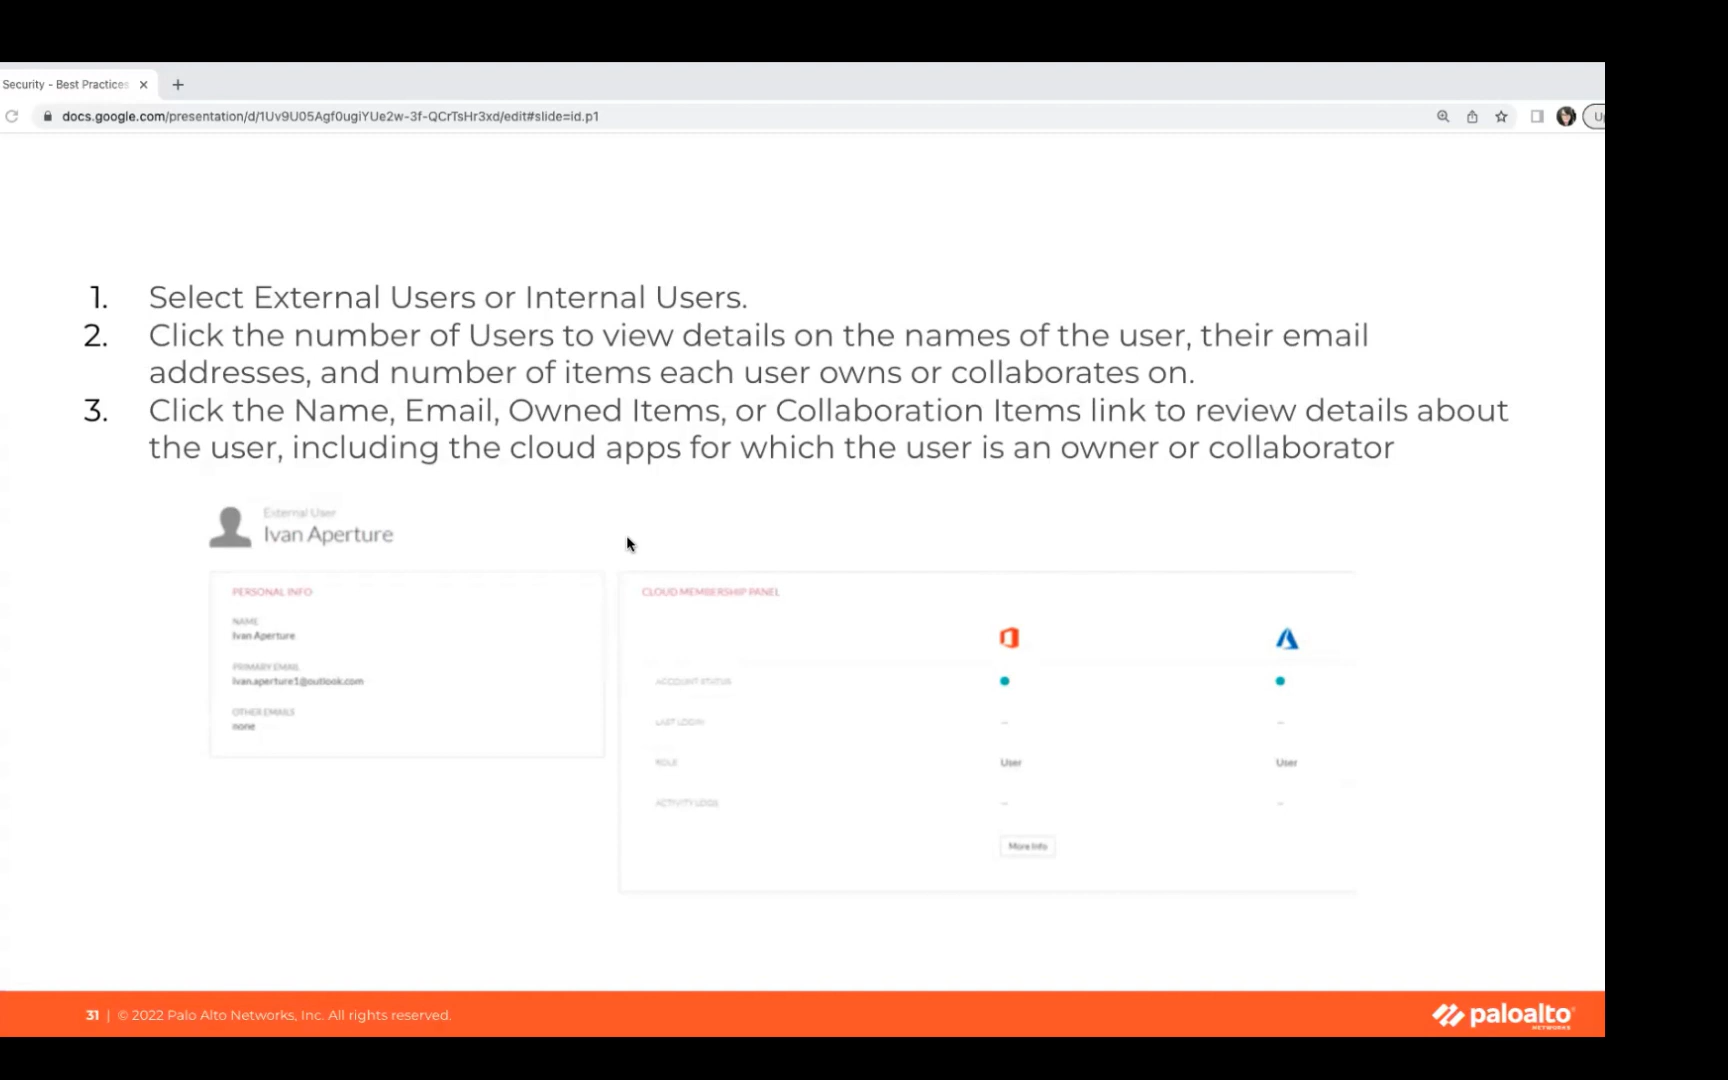 Security - Best Practices
docs.google.com/presentation/d/1Uv9U05Agf0ugiYUe2w-3f-QCrTsHr3xd/edit#slide=id.p1
1. Select External Users or Internal Users.
2. Click the number of Users to view details on the names of the user, their email
addresses, and number of items each user owns or collaborates on.
3. Click the Name, Email, Owned Items, or Collaboration Items link to review details about
the user, including the cloud apps for which the user is an owner or collaborator
External User
Ivan Aperture
PERSONAL INFO
NAME
Ivan Aperture
PRIMARY EMAIL
ivan.aperture1@outlook.com
OTHER EMAILS
none
CLOUD MEMBERSHIP PANEL
ACCOUNT STATUS
LAST LOGIN
-- --
ROLE User User
ACTIVITY LOGS
-- --
More Info
31 | © 2022 Palo Alto Networks, Inc. All rights reserved.
paloalto
NETWORKS